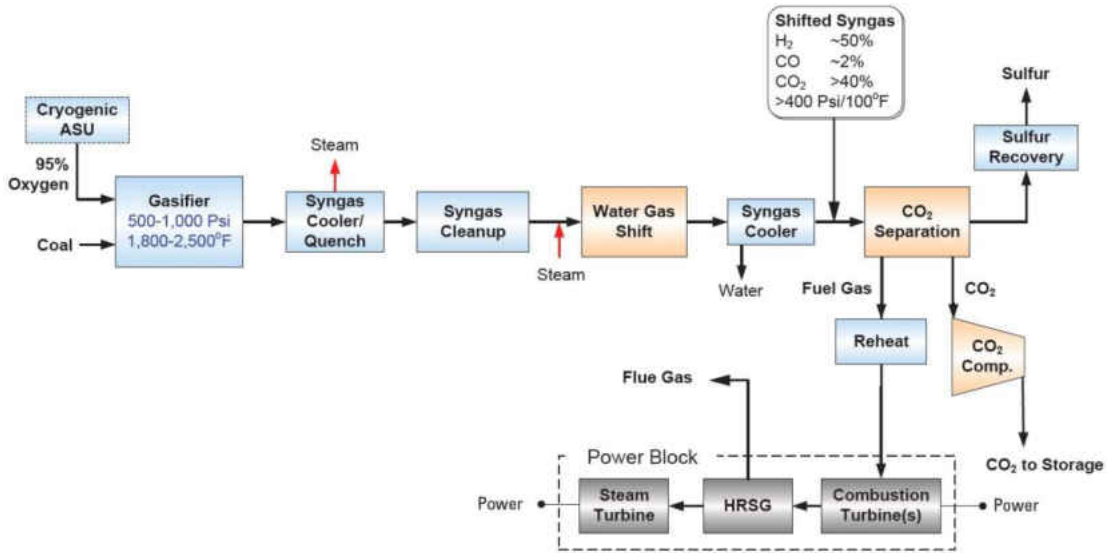 Shifted Syngas
H₂ ~50%
CO ~2%
CO₂ >40%
>400 Psi/100°F
Sulfur
Cryogenic
ASU
Sulfur
Recovery
95%
Oxygen
Steam
Gasifier
500-1,000 Psi
1,800-2,500°F
Coal
Syngas
Cooler/
Quench
Syngas
Cleanup
Steam
Water Gas
Shift
Syngas
Cooler
Water
CO₂
Separation
Fuel Gas
CO₂
Reheat
CO₂
Comp.
Flue Gas
CO₂ to Storage
Power Block
Power
Steam
Turbine
HRSG
Combustion
Turbine(s)
Power